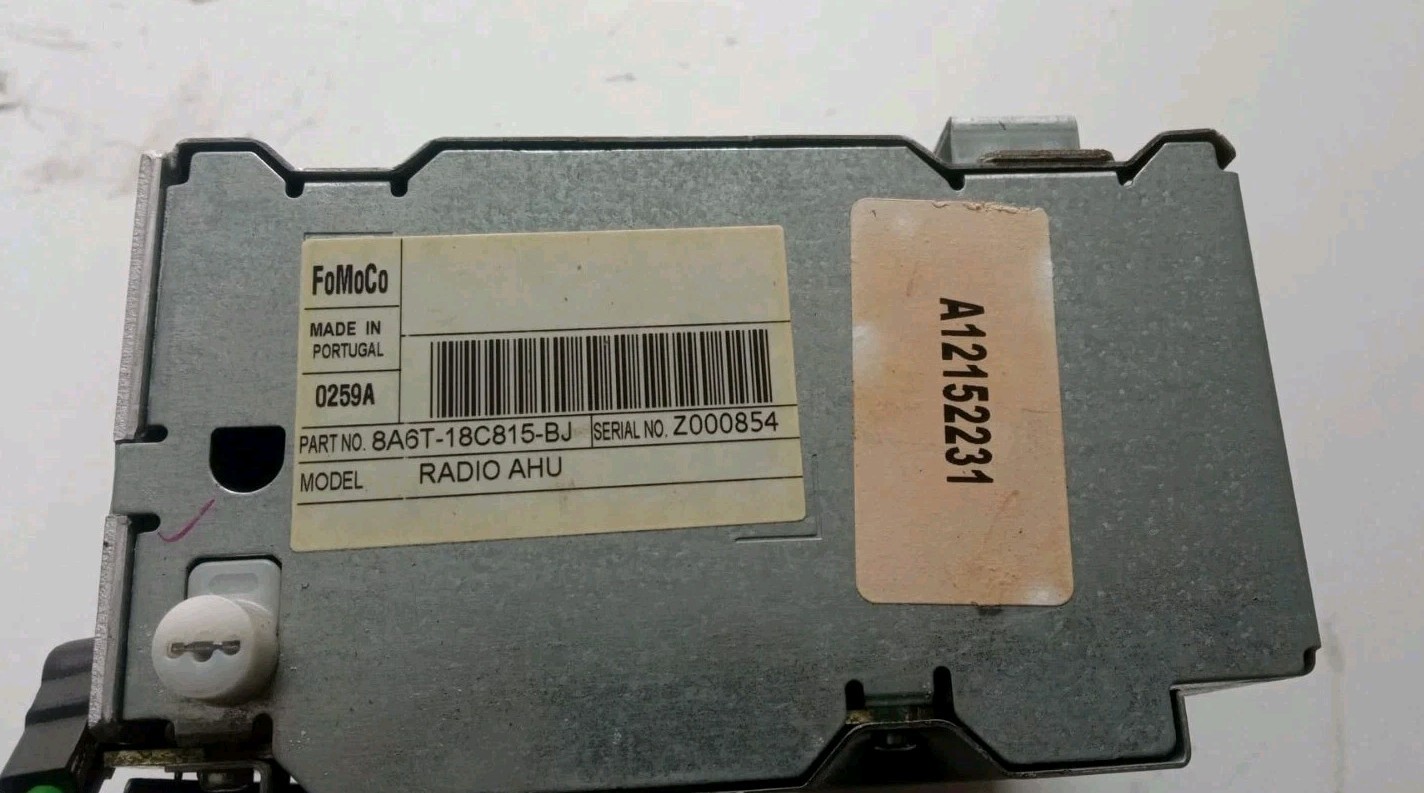 FoMoCo
MADE IN
PORTUGAL
0259A
PART NO. 8A6T-18C815-BJ SERIAL NO. Z000854
MODEL RADIO AHU
A12152231